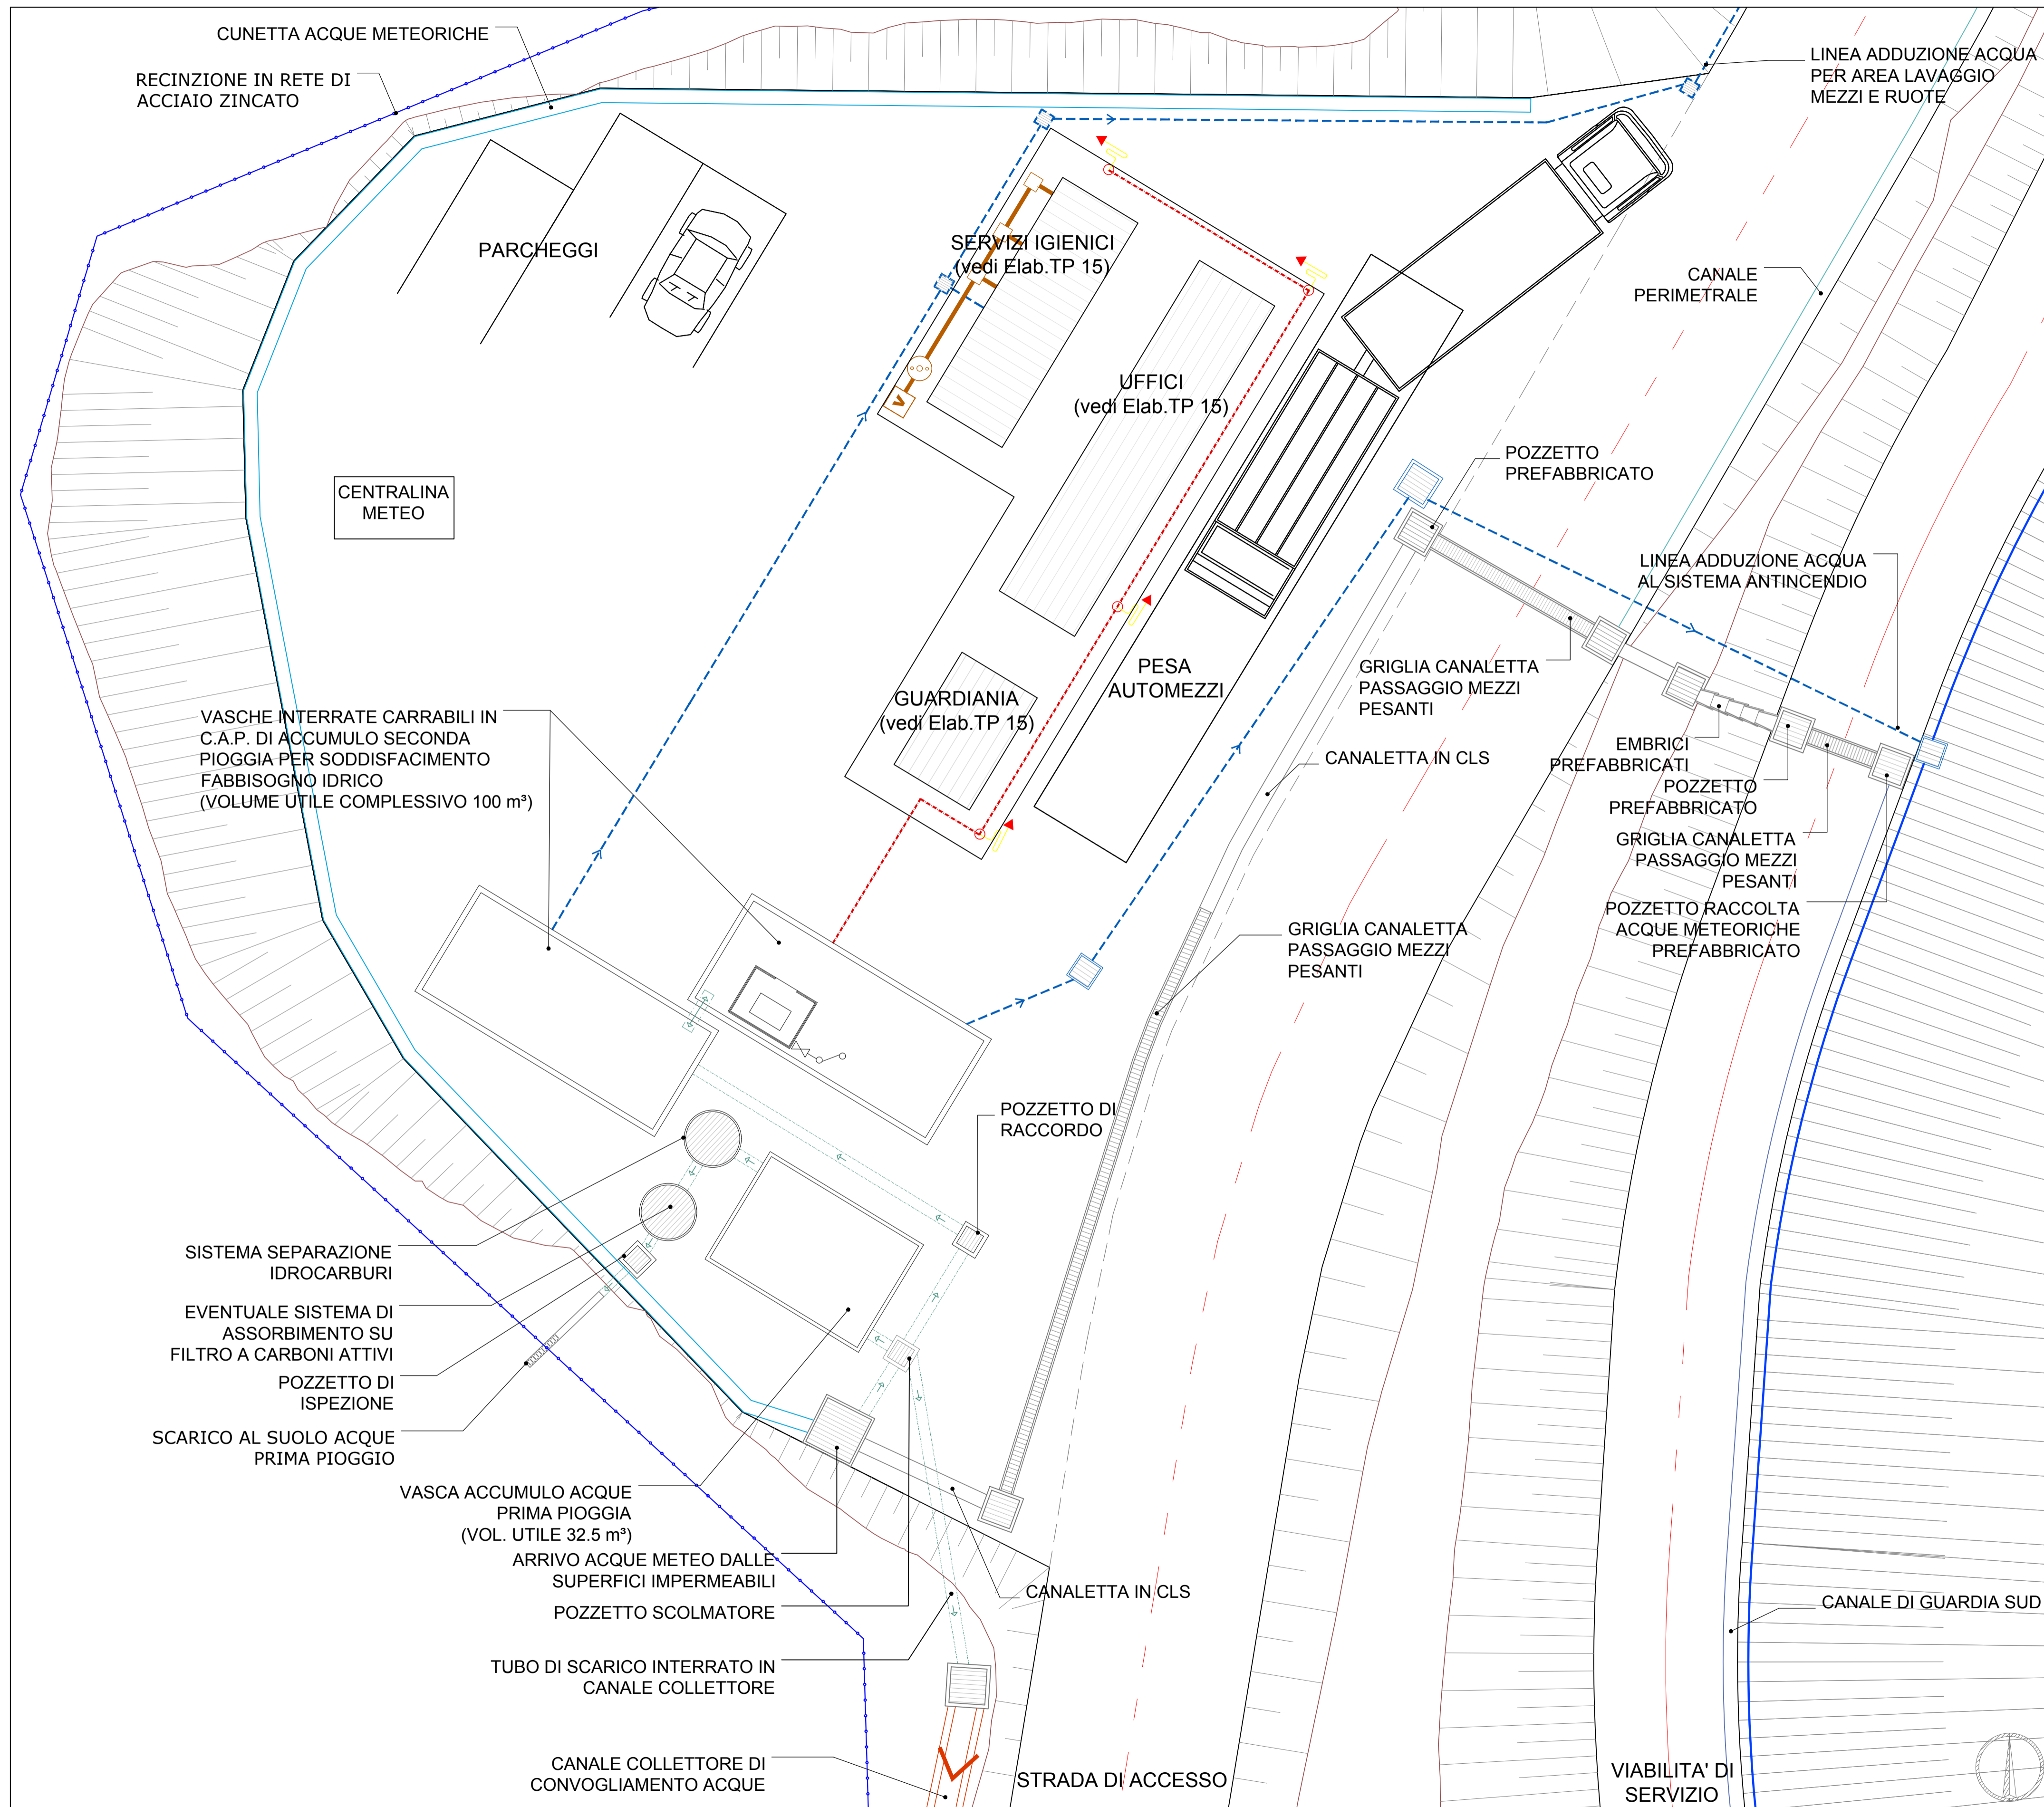 CUNETTA ACQUE METEORICHE
RECINZIONE IN RETE DI
ACCIAIO ZINCATO
LINEA ADDUZIONE ACQUA
PER AREA LAVAGGIO
MEZZI E RUOTE
PARCHEGGI
SERVIZI IGIENICI
(vedi Elab.TP 15)
CANALE
PERIMETRALE
UFFICI
(vedi Elab.TP 15)
V
CENTRALINA
METEO
POZZETTO
PREFABBRICATO
LINEA ADDUZIONE ACQUA
AL SISTEMA ANTINCENDIO
GRIGLIA CANALETTA
PASSAGGIO MEZZI
PESANTI
PESA
AUTOMEZZI
GUARDIANIA
(vedi Elab.TP 15)
VASCHE INTERRATE CARRABILI IN
C.A.P. DI ACCUMULO SECONDA
PIOGGIA PER SODDISFACIMENTO
FABBISOGNO IDRICO
(VOLUME UTILE COMPLESSIVO 100 m³)
CANALETTA IN CLS
EMBRICI
PREFABBRICATI
POZZETTO
PREFABBRICATO
GRIGLIA CANALETTA
PASSAGGIO MEZZI
PESANTI
POZZETTO RACCOLTA
ACQUE METEORICHE
PREFABBRICATO
GRIGLIA CANALETTA
PASSAGGIO MEZZI
PESANTI
POZZETTO DI
RACCORDO
SISTEMA SEPARAZIONE
IDROCARBURI
EVENTUALE SISTEMA DI
ASSORBIMENTO SU
FILTRO A CARBONI ATTIVI
POZZETTO DI
ISPEZIONE
SCARICO AL SUOLO ACQUE
PRIMA PIOGGIO
VASCA ACCUMULO ACQUE
PRIMA PIOGGIA
(VOL. UTILE 32.5 m³)
ARRIVO ACQUE METEO DALLE
SUPERFICI IMPERMEABILI
POZZETTO SCOLMATORE
CANALETTA IN CLS
CANALE DI GUARDIA SUD
TUBO DI SCARICO INTERRATO IN
CANALE COLLETTORE
CANALE COLLETTORE DI
CONVOGLIAMENTO ACQUE
STRADA DI ACCESSO
VIABILITA' DI
SERVIZIO